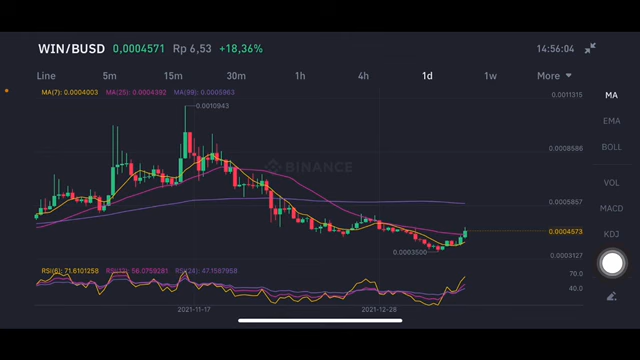 WIN/BUSD 0,0004571 Rp 6,53 +18,36% 14:56:04
Line 5m 15m 30m 1h 4h 1d 1w More
MA(7): 0.0004003 MA(25): 0.0004392 MA(99): 0.0005963
0.0011315
MA
0.0010943
EMA
0.0008586
BOLL
BINANCE
VOL
0.0005857
MACD
0.0004573
KDJ
0.0003500
0.0003127
RSI(6): 71.6101258 RSI(12): 56.0759281 RSI(24): 47.1587958
70.0
40.0
2021-11-17 2021-12-28